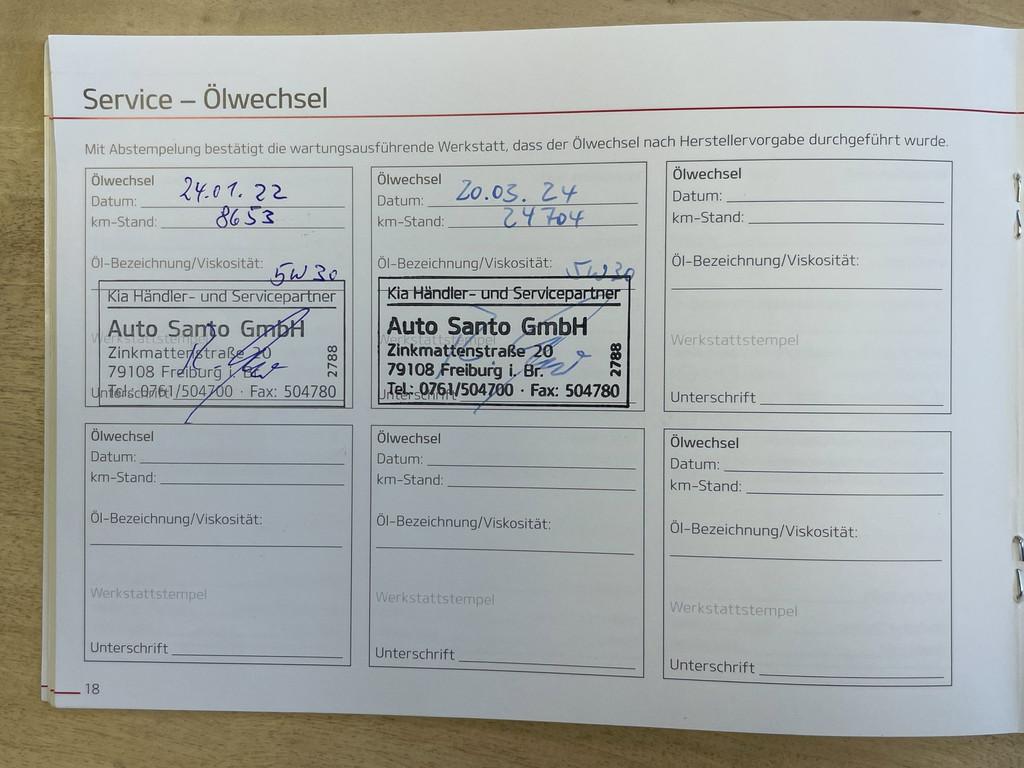 Service – Ölwechsel
Mit Abstempelung bestätigt die wartungsausführende Werkstatt, dass der Ölwechsel nach Herstellervorgabe durchgeführt wurde.
Ölwechsel
Datum: 24.01.22
km-Stand: 8653
Öl-Bezeichnung/Viskosität:
5W30
Kia Händler- und Servicepartner
Auto Santo GmbH
Werkstattstempel
Zinkmattenstraße 20
79108 Freiburg i. Br.
2788
Tel.: 0761/504700 · Fax: 504780
Unterschrift
Ölwechsel
Datum: 20.03.24
km-Stand: 24704
Öl-Bezeichnung/Viskosität:
5W30
Kia Händler- und Servicepartner
Auto Santo GmbH
Werkstattstempel
Zinkmattenstraße 20
79108 Freiburg i. Br.
2788
Tel.: 0761/504700 · Fax: 504780
Unterschrift
Ölwechsel
Datum:
km-Stand:
Öl-Bezeichnung/Viskosität:
Werkstattstempel
Unterschrift
Ölwechsel
Datum:
km-Stand:
Öl-Bezeichnung/Viskosität:
Werkstattstempel
Unterschrift
Ölwechsel
Datum:
km-Stand:
Öl-Bezeichnung/Viskosität:
Werkstattstempel
Unterschrift
Ölwechsel
Datum:
km-Stand:
Öl-Bezeichnung/Viskosität:
Werkstattstempel
Unterschrift
18